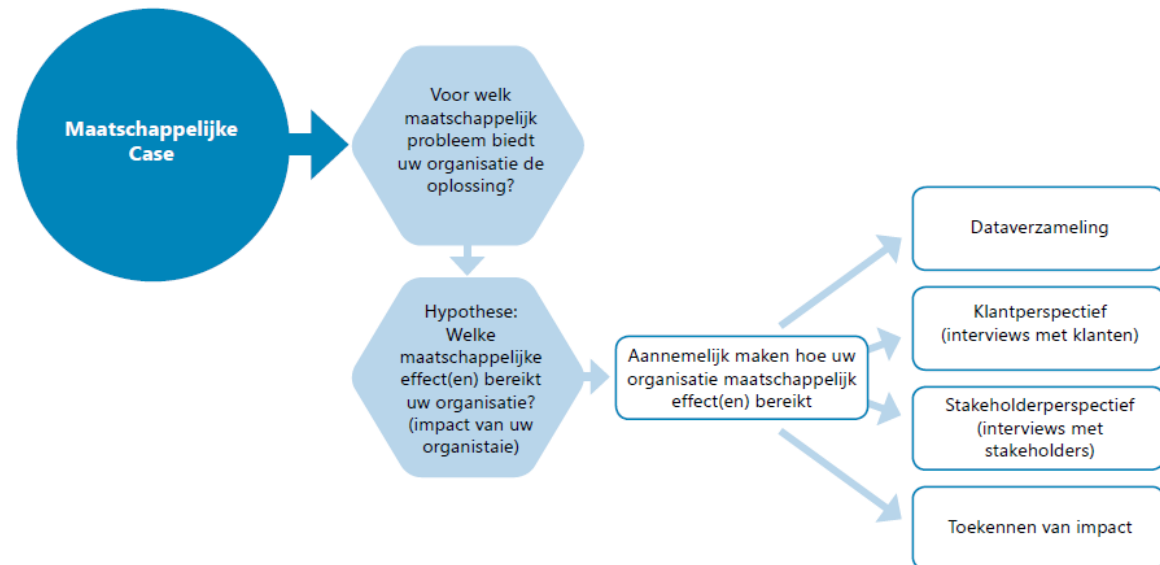 Maatschappelijke
Case
Voor welk
maatschappelijk
probleem biedt
uw organisatie de
oplossing?
Hypothese:
Welke
maatschappelijke
effect(en) bereikt
uw organisatie?
(impact van uw
organistaie)
Aannemelijk maken hoe uw
organisatie maatschappelijk
effect(en) bereikt
Dataverzameling
Klantperspectief
(interviews met klanten)
Stakeholderperspectief
(interviews met
stakeholders)
Toekennen van impact